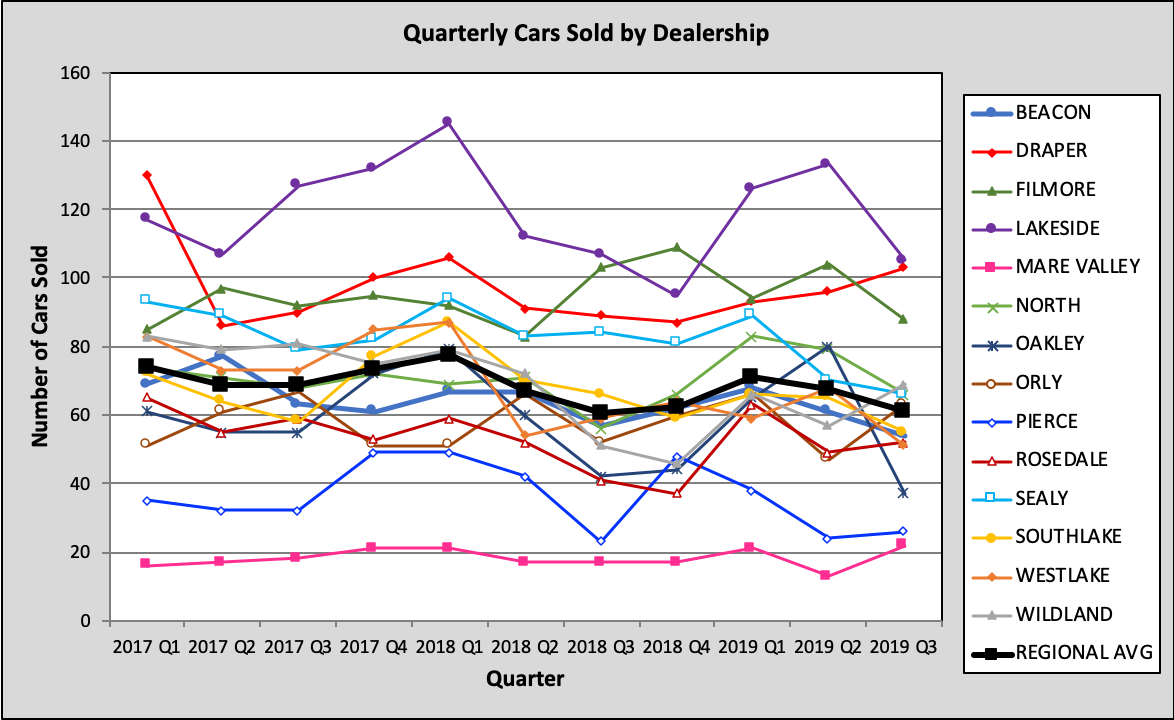 Quarterly Cars Sold by Dealership
160
140
120
100
80
60
40
20
0
Number of Cars Sold
2017 Q1 2017 Q2 2017 Q3 2017 Q4 2018 Q1 2018 Q2 2018 Q3 2018 Q4 2019 Q1 2019 Q2 2019 Q3
Quarter
BEACON
DRAPER
FILMORE
LAKESIDE
MARE VALLEY
NORTH
OAKLEY
ORLY
PIERCE
ROSEDALE
SEALY
SOUTHLAKE
WESTLAKE
WILDLAND
REGIONAL AVG